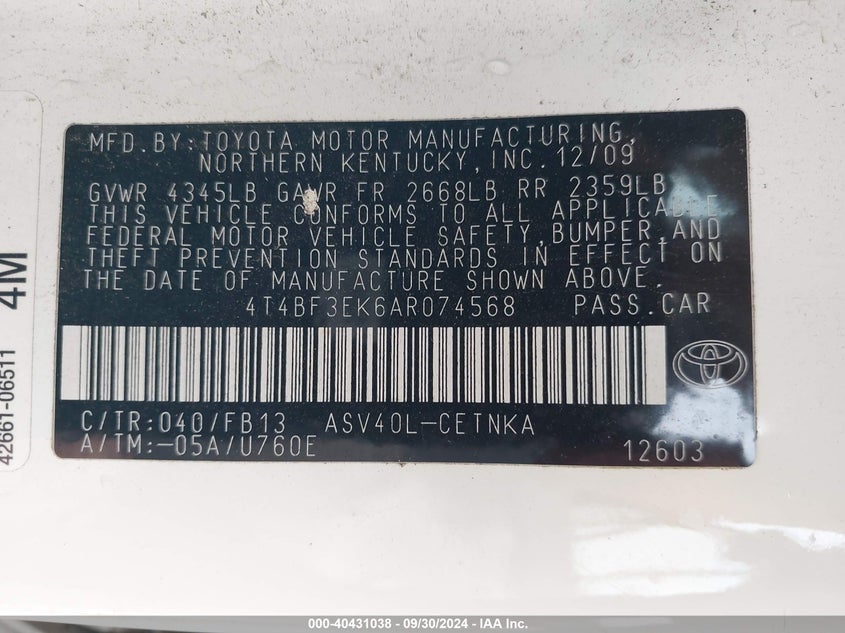 MFD.BY:TOYOTA MOTOR MANUFACTURING,
NORTHERN KENTUCKY,INC.12/09
GVWR 4345LB GAWR FR 2668LB RR 2359LB
THIS VEHICLE CONFORMS TO ALL APPLICABLE
FEDERAL MOTOR VEHICLE SAFETY,BUMPER,AND
THEFT PREVENTION STANDARDS IN EFFECT ON
THE DATE OF MANUFACTURE SHOWN ABOVE.
4T4BF3EK6AR074568 PASS.CAR
C/TR:040/FB13 ASV40L-CETNKA
A/TM:-05A/U760E 12603
42661-06511 4M
000-40431038 - 09/30/2024 - IAA Inc.